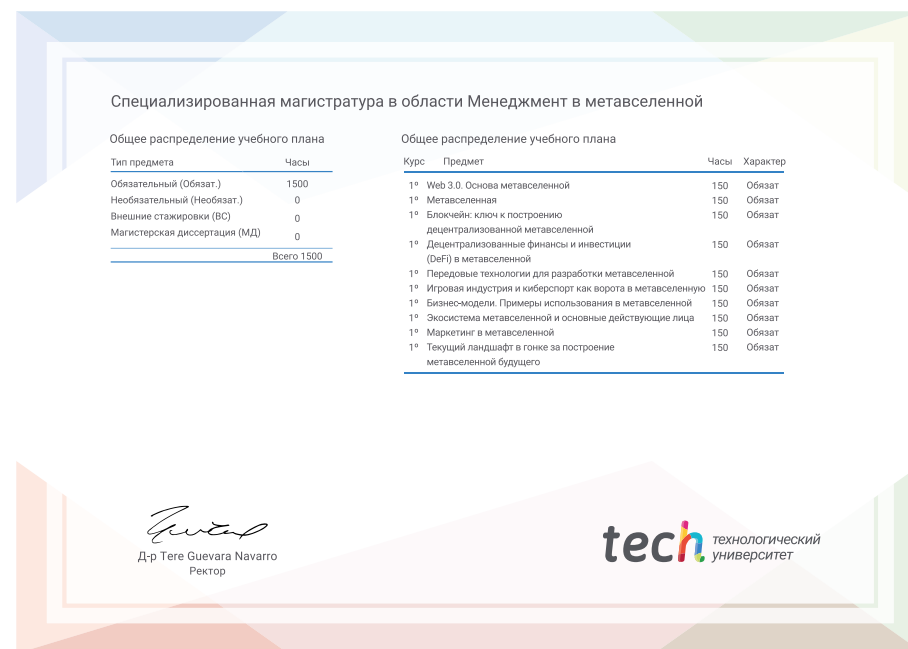 Специализированная магистратура в области Менеджмент в метавселенной
Общее распределение учебного плана
Тип предмета Часы
Обязательный (Обязат.) 1500
Необязательный (Необязат.) 0
Внешние стажировки (ВС) 0
Магистерская диссертация (МД) 0
Всего 1500
Общее распределение учебного плана
Курс Предмет Часы Характер
1º Web 3.0. Основа метавселенной 150 Обязат
1º Метавселенная 150 Обязат
1º Блокчейн: ключ к построению 150 Обязат
децентрализованной метавселенной
1º Децентрализованные финансы и инвестиции 150 Обязат
(DeFi) в метавселенной
1º Передовые технологии для разработки метавселенной 150 Обязат
1º Игровая индустрия и киберспорт как ворота в метавселенную 150 Обязат
1º Бизнес-модели. Примеры использования в метавселенной 150 Обязат
1º Экосистема метавселенной и основные действующие лица 150 Обязат
1º Маркетинг в метавселенной 150 Обязат
1º Текущий ландшафт в гонке за построение 150 Обязат
метавселенной будущего
Д-р Tere Guevara Navarro
Ректор
tech технологический
университет